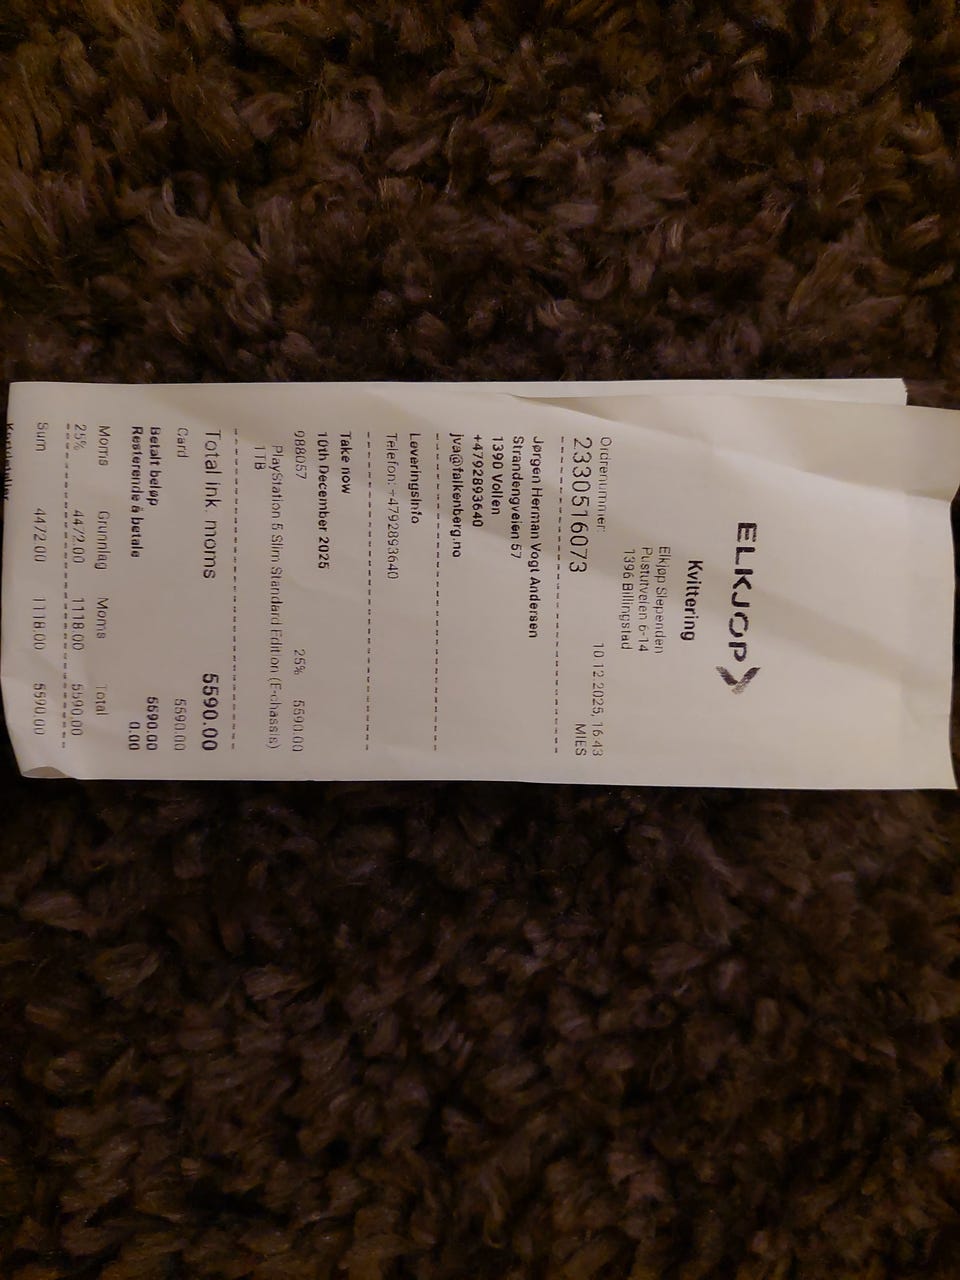 ELKJØP
Kvittering
Elkjøp Slependen
Plustutveien 6-14
1396 Billingstad
Ordrenummer: 10.12.2025, 16:43
2330516073 MIES
Jørgen Herman Vogt Andersen
Strandengveien 57
1390 Vollen
+4792893640
jva@falkenberg.no
Leveringsinfo
Telefon: +4792893640
Take now
10th December 2025
988057 25% 5590.00
PlayStation 5 Slim Standard Edition (E-chassis)
1TB
Total ink. moms 5590.00
Card 5590.00
Betalt beløp 5590.00
Resterende å betale 0.00
Moms Grunnlag Moms Total
25% 4472.00 1118.00 5590.00
Sum 4472.00 1118.00 5590.00